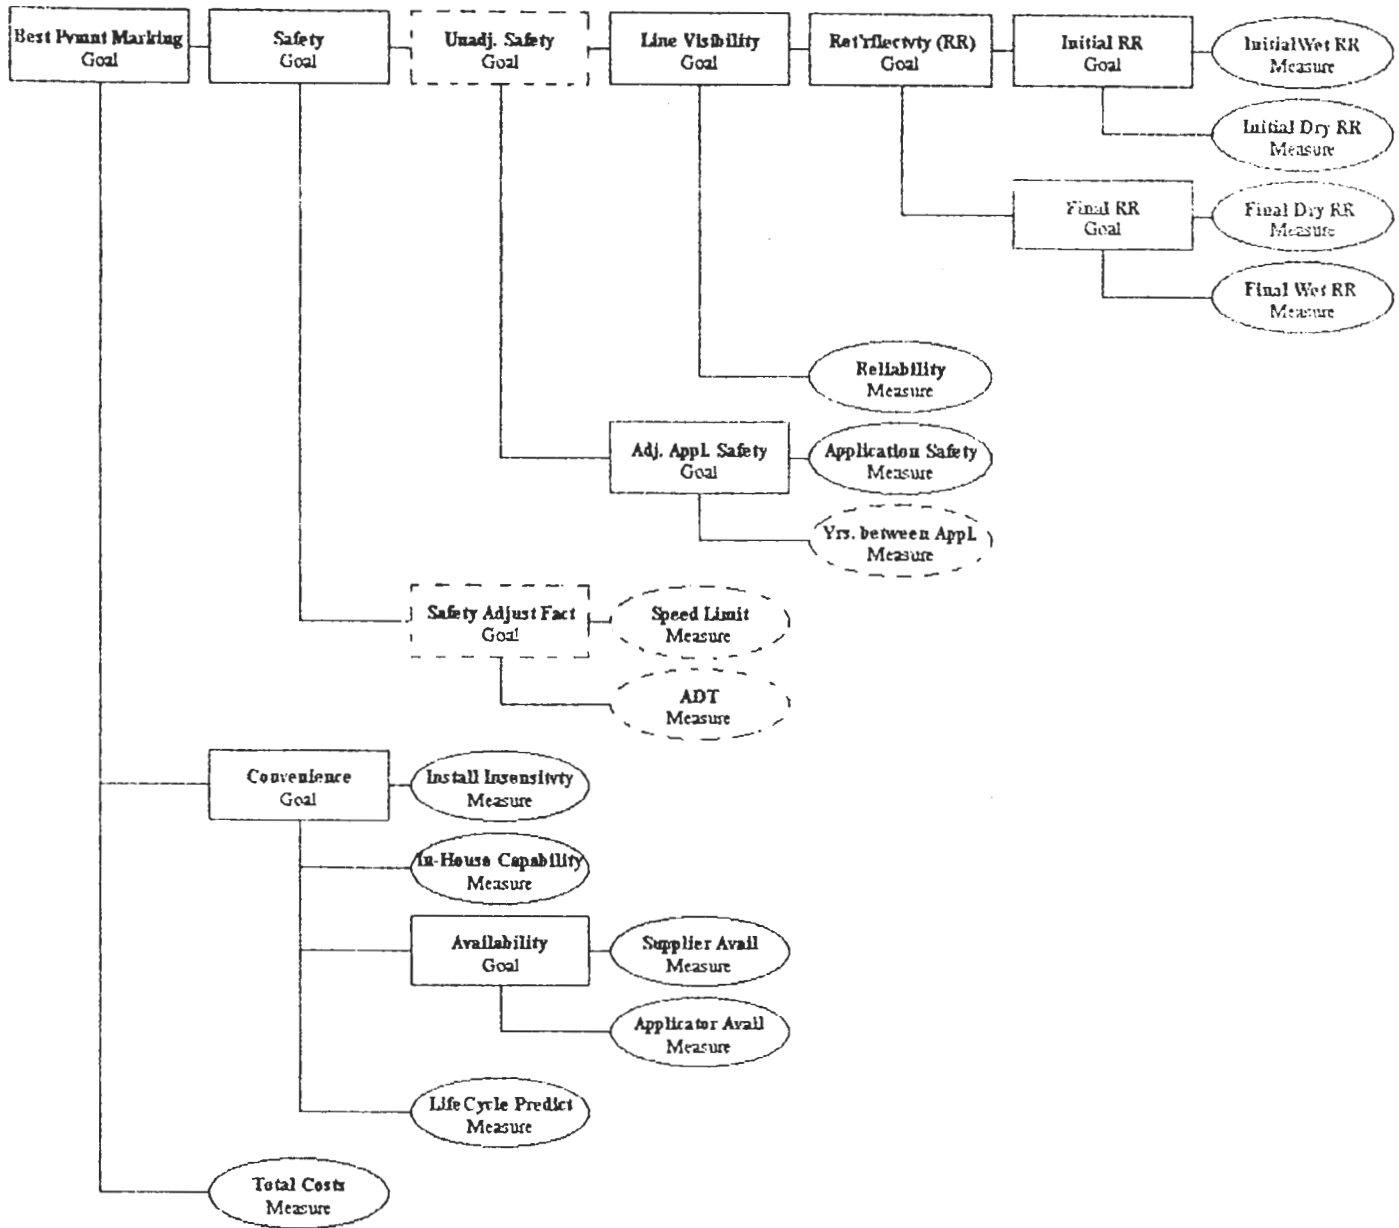 Best Pvmnt Marking
Goal
Safety
Goal
Unadj. Safety
Goal
Line Visibility
Goal
Ret'rflectvty (RR)
Goal
Initial RR
Goal
Initial Wet RR
Measure
Initial Dry RR
Measure
Final RR
Goal
Final Dry RR
Measure
Final Wet RR
Measure
Reliability
Measure
Adj. Appl. Safety
Goal
Application Safety
Measure
Yrs. between Appl.
Measure
Safety Adjust Fact
Goal
Speed Limit
Measure
ADT
Measure
Convenience
Goal
Install Insensitvty
Measure
In-House Capability
Measure
Availability
Goal
Supplier Avail
Measure
Applicator Avail
Measure
Life Cycle Predict
Measure
Total Costs
Measure